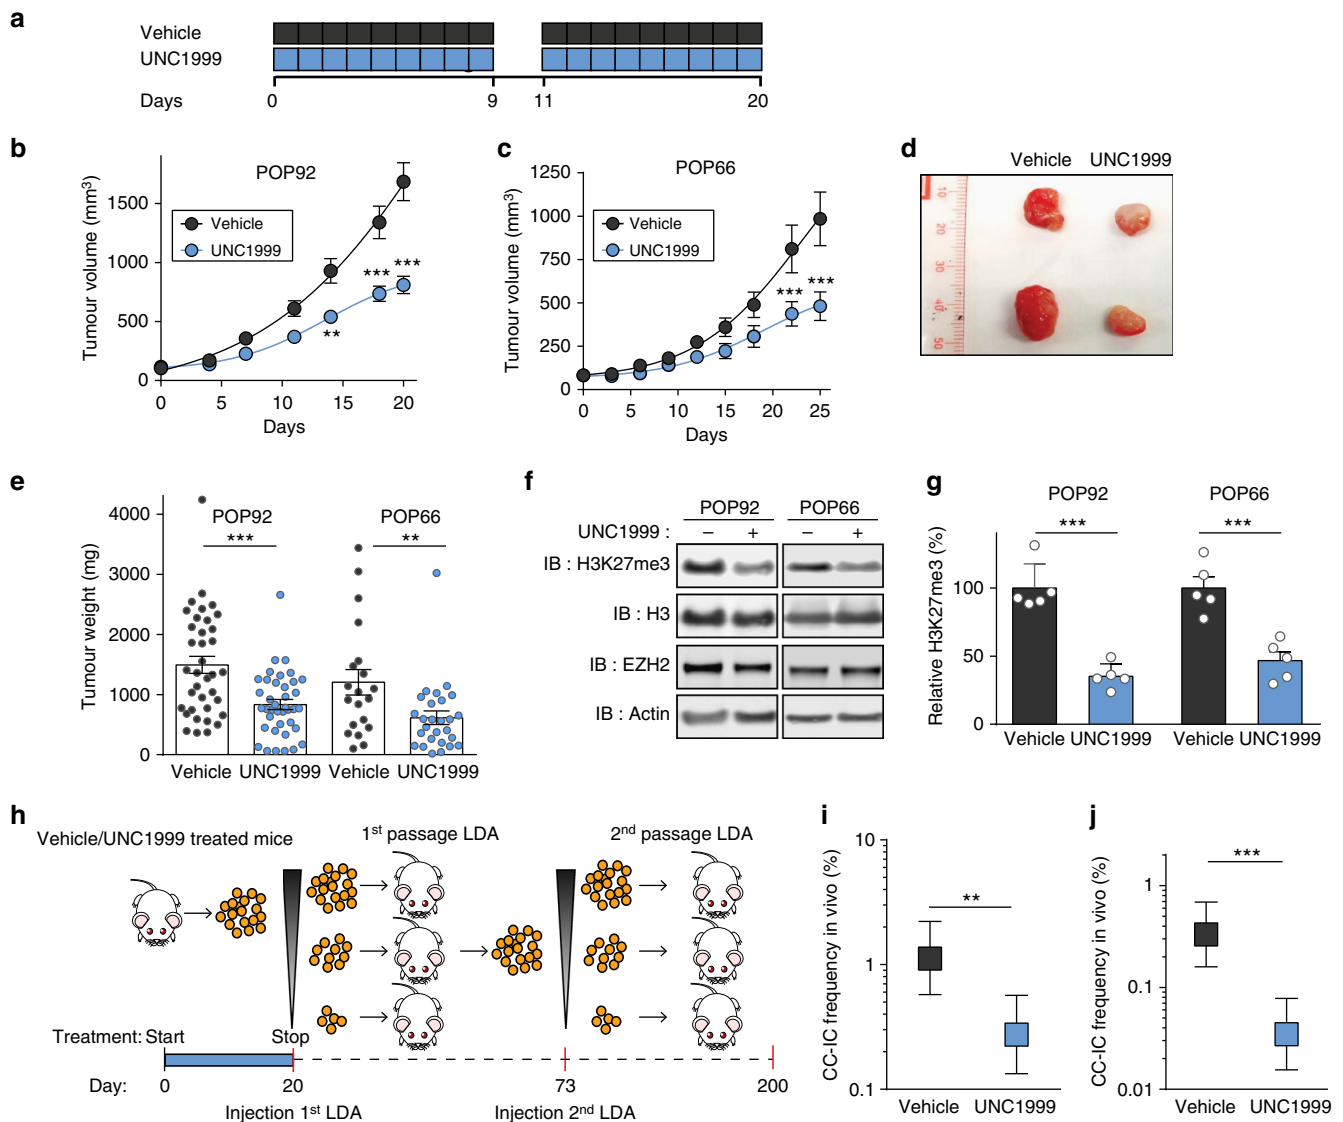 a
Vehicle
UNC1999
Days 0 9 11 20
b
POP92
Tumour volume (mm³)
1500
1000
500
0
Vehicle
UNC1999
*** ***
**
0 5 10 15 20
Days
c
POP66
Tumour volume (mm³)
1250
1000
750
500
250
0
Vehicle
UNC1999
*** ***
0 5 10 15 20 25
Days
d
Vehicle UNC1999
10
20
30
40
50
e
Tumour weight (mg)
4000
3000
2000
1000
0
POP92 POP66
*** **
Vehicle UNC1999 Vehicle UNC1999
f
POP92 POP66
UNC1999 : – + – +
IB : H3K27me3
IB : H3
IB : EZH2
IB : Actin
g
POP92 POP66
*** ***
Relative H3K27me3 (%)
100
50
0
Vehicle UNC1999 Vehicle UNC1999
h
Vehicle/UNC1999 treated mice
1st passage LDA
2nd passage LDA
Treatment: Start Stop
Day: 0 20 73 200
Injection 1st LDA
Injection 2nd LDA
i
CC-IC frequency in vivo (%)
10
1
0.1
**
Vehicle UNC1999
j
CC-IC frequency in vivo (%)
1
0.1
0.01
***
Vehicle UNC1999